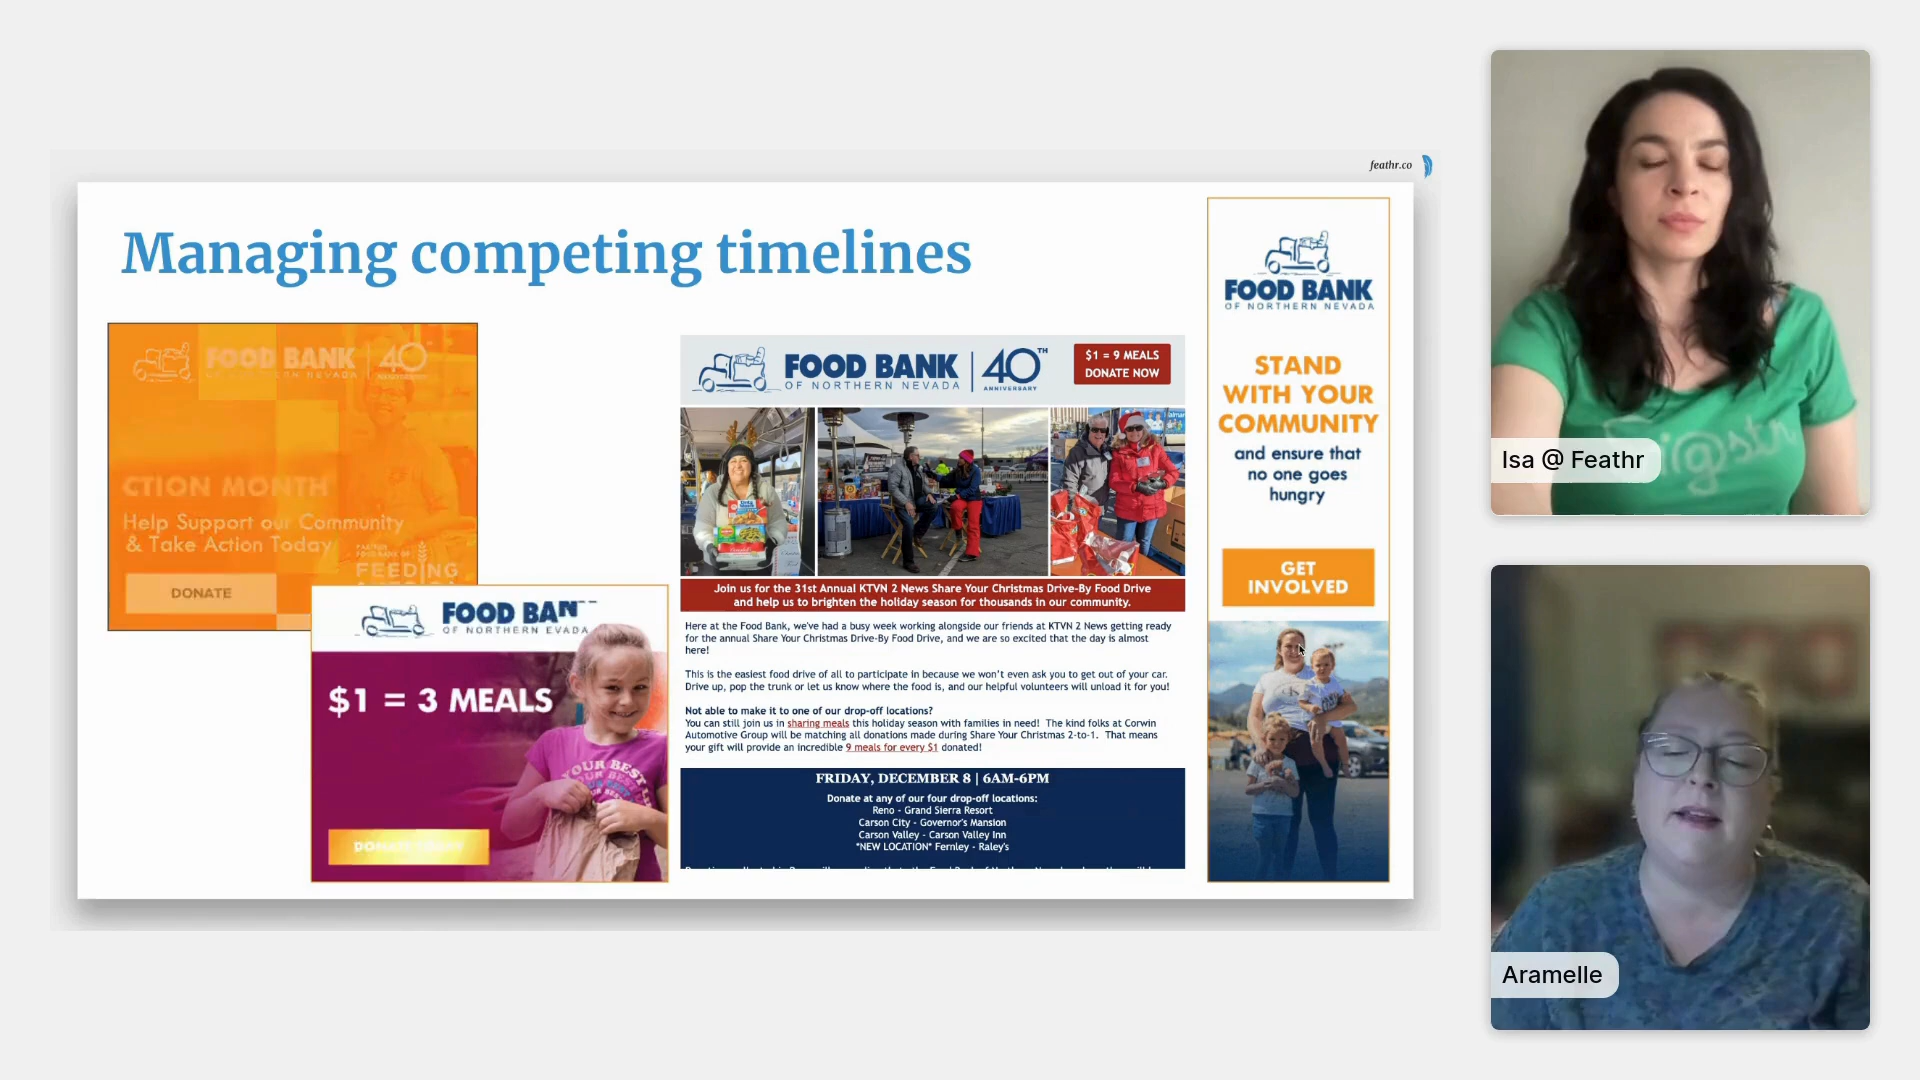 feathr.co
Managing competing timelines
FOOD BANK 40
CTION MONTH
Help Support our Community
& Take Action Today
FEEDING
DONATE
FOOD BAN
OF NORTHERN EVADA
$1 = 3 MEALS
YOUR BEST
FOOD BANK 40TH
OF NORTHERN NEVADA ANNIVERSARY
$1 = 9 MEALS
DONATE NOW
Join us for the 31st Annual KTVN 2 News Share Your Christmas Drive-By Food Drive
and help us to brighten the holiday season for thousands in our community.
Here at the Food Bank, we've had a busy week working alongside our friends at KTVN 2 News getting ready
for the annual Share Your Christmas Drive-By Food Drive, and we are so excited that the day is almost
here!
This is the easiest food drive of all to participate in because we won't even ask you to get out of your car.
Drive up, pop the trunk or let us know where the food is, and our helpful volunteers will unload it for you!
Not able to make it to one of our drop-off locations?
You can still join us in sharing meals this holiday season with families in need! The kind folks at Corwin
Automotive Group will be matching all donations made during Share Your Christmas 2-to-1. That means
your gift will provide an incredible 9 meals for every $1 donated!
FRIDAY, DECEMBER 8 | 6AM-6PM
Donate at any of our four drop-off locations:
Reno - Grand Sierra Resort
Carson City - Governor's Mansion
Carson Valley - Carson Valley Inn
*NEW LOCATION* Fernley - Raley's
FOOD BANK
OF NORTHERN NEVADA
STAND
WITH YOUR
COMMUNITY
and ensure that
no one goes
hungry
GET
INVOLVED
Isa @ Feathr
Aramelle